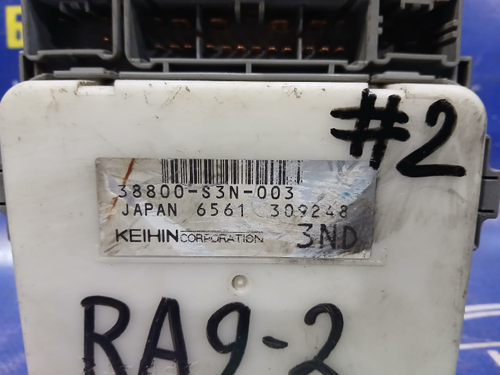 #2
38800-S3N-003
JAPAN 6561 309248
KEIHIN CORPORATION 3ND
RA9-2